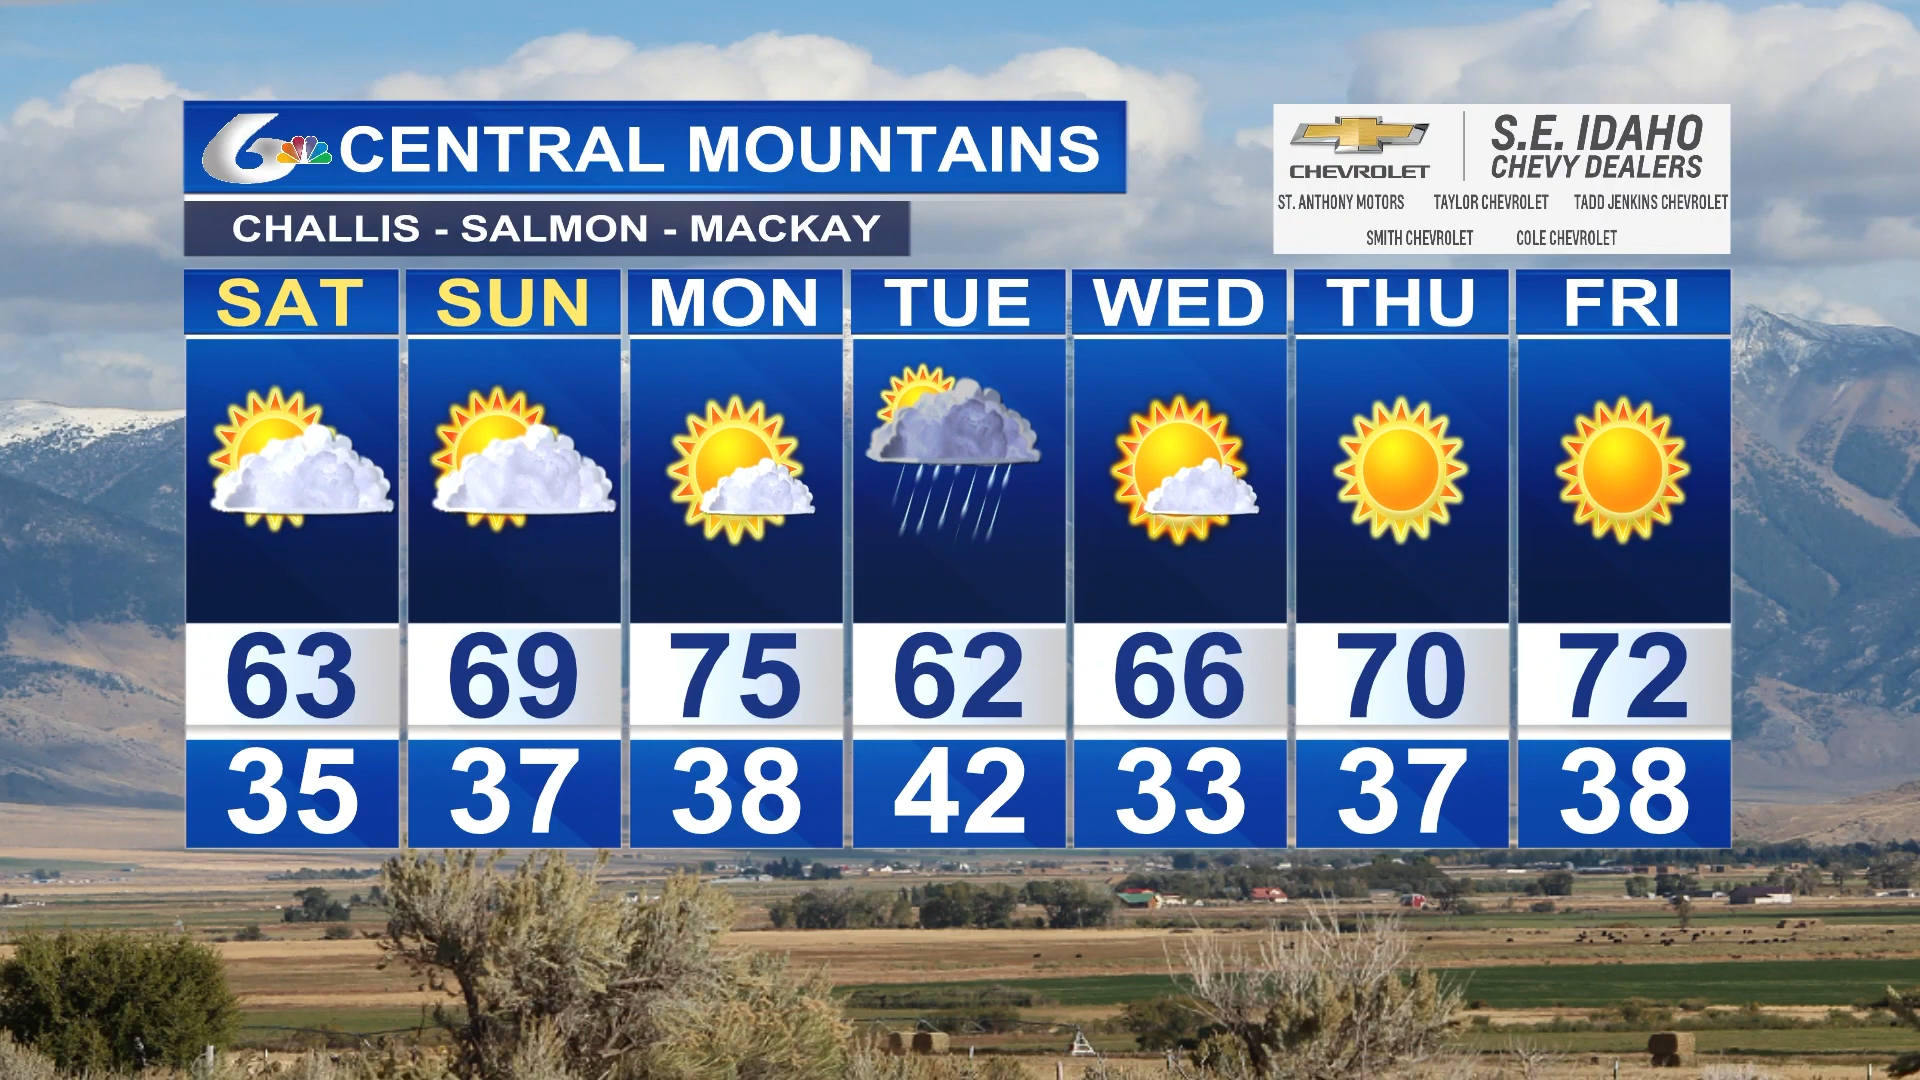 6 CENTRAL MOUNTAINS
CHALLIS - SALMON - MACKAY
CHEVROLET
S.E. IDAHO
CHEVY DEALERS
ST. ANTHONY MOTORS TAYLOR CHEVROLET TADD JENKINS CHEVROLET
SMITH CHEVROLET COLE CHEVROLET
SAT SUN MON TUE WED THU FRI
63 69 75 62 66 70 72
35 37 38 42 33 37 38